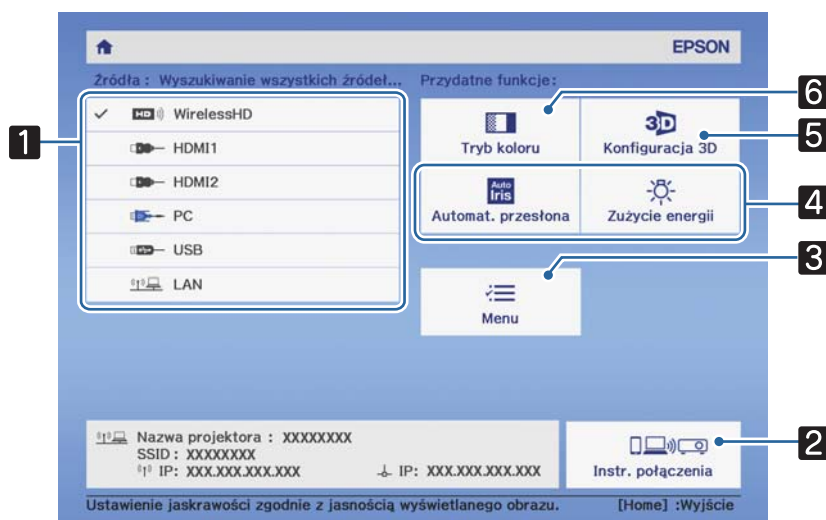 EPSON
Źródła : Wyszukiwanie wszystkich źródeł...
Przydatne funkcje:
1
HD WirelessHD
HDMI1
HDMI2
PC
USB
LAN
6
Tryb koloru
5
3D
Konfiguracja 3D
4
Auto
Iris
Automat. przesłona
Zużycie energii
3
Menu
Nazwa projektora : XXXXXXXX
SSID : XXXXXXXX
IP: XXX.XXX.XXX.XXX
IP: XXX.XXX.XXX.XXX
2
Instr. połączenia
Ustawienie jaskrawości zgodnie z jasnością wyświetlanego obrazu.
[Home] :Wyjście